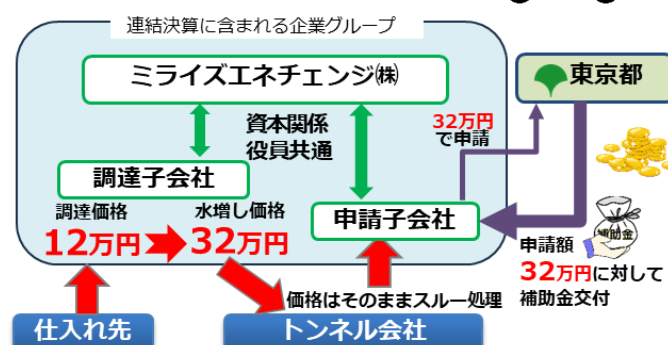 連結決算に含まれる企業グループ
ミライズエネチェンジ㈱
東京都
資本関係
役員共通
32万円
で申請
調達子会社
調達価格
水増し価格
12万円
32万円
申請子会社
補助金
申請額
32万円に対して
補助金交付
価格はそのままスルー処理
仕入れ先
トンネル会社